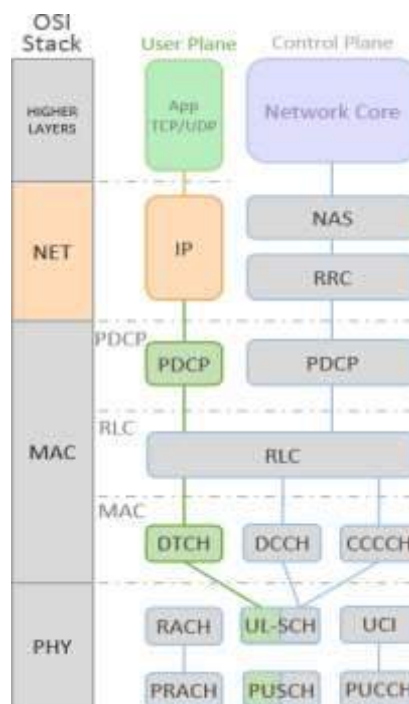 OSI
Stack
User Plane
Control Plane
HIGHER
LAYERS
App
TCP/UDP
Network Core
NET
IP
NAS
RRC
PDCP
PDCP
PDCP
MAC
RLC
RLC
MAC
DTCH
DCCH
CCCCH
PHY
RACH
UL-SCH
UCI
PRACH
PUSCH
PUCCH